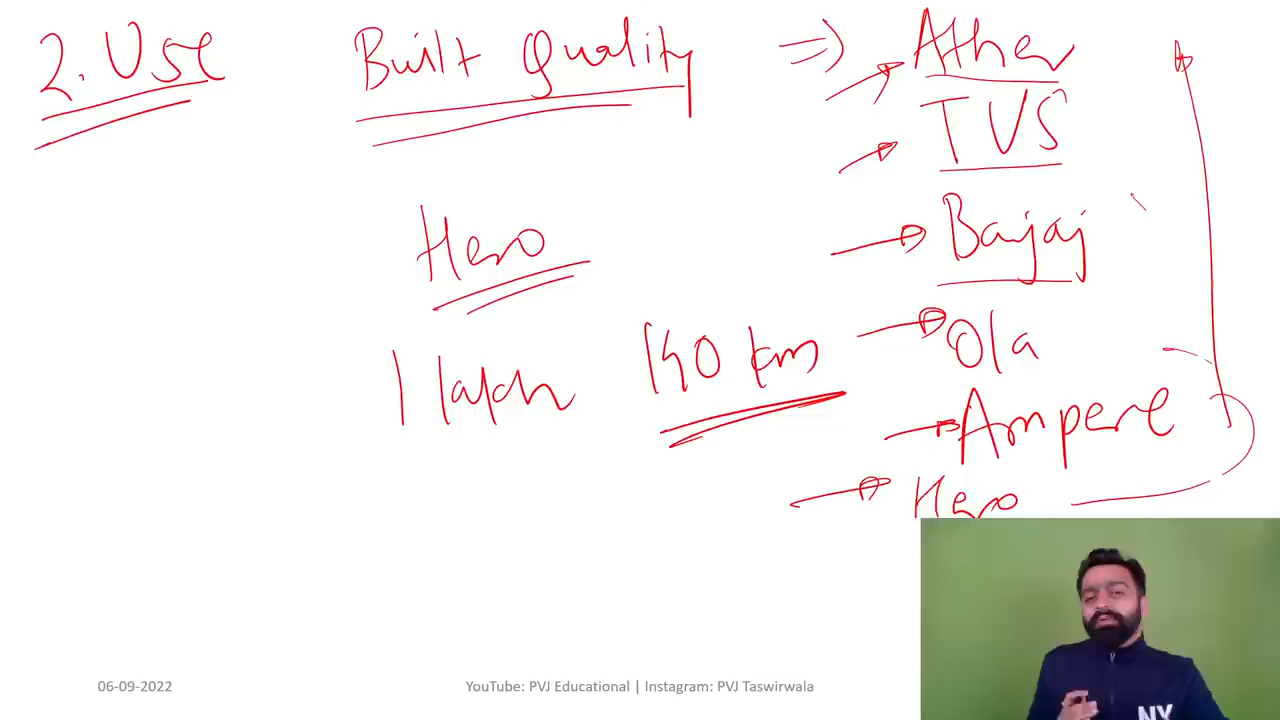 2. Use Built Quality => Ather
TVS
Bajaj
Hero
Ola
1 lakh 140 km
Ampere
Hero
NY
06-09-2022 YouTube: PVJ Educational | Instagram: PVJ Taswirwala